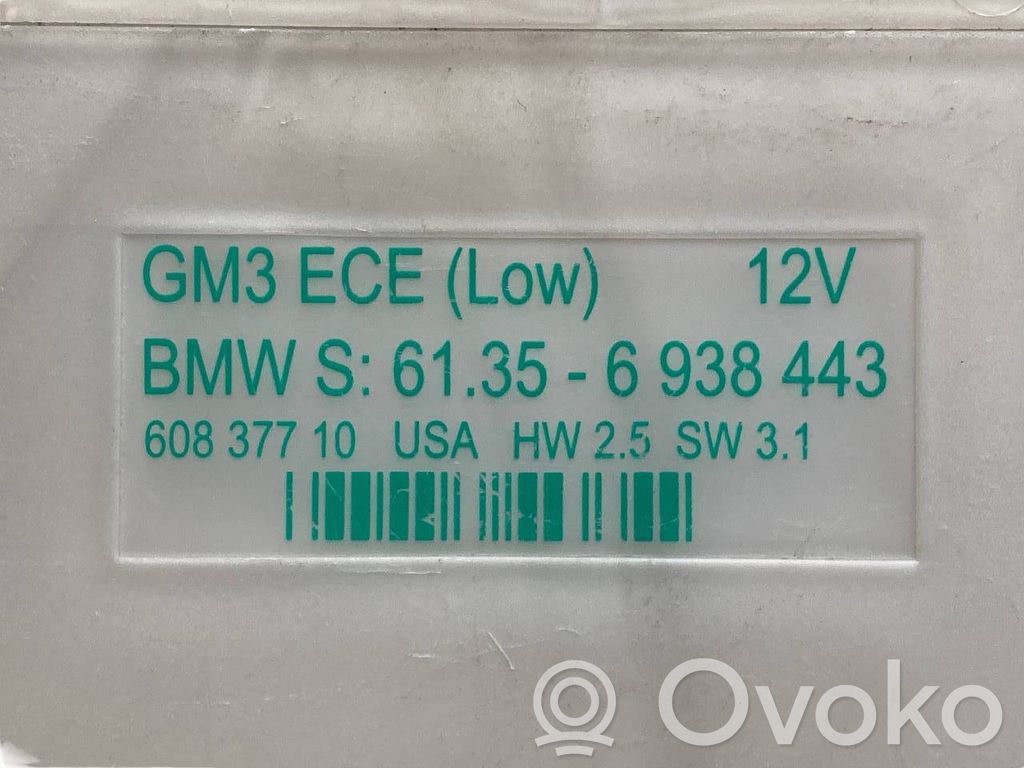 GM3 ECE (Low) 12V
BMW S: 61.35 - 6 938 443
608 377 10 USA HW 2.5 SW 3.1
Ovoko